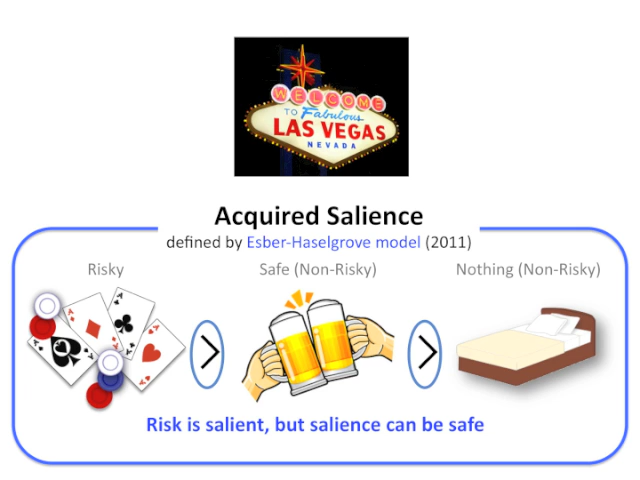 WELCOME
TO Fabulous
LAS VEGAS
NEVADA
Acquired Salience
defined by Esber-Haselgrove model (2011)
Risky
Safe (Non-Risky)
Nothing (Non-Risky)
A
A
A
A
>
>
Risk is salient, but salience can be safe